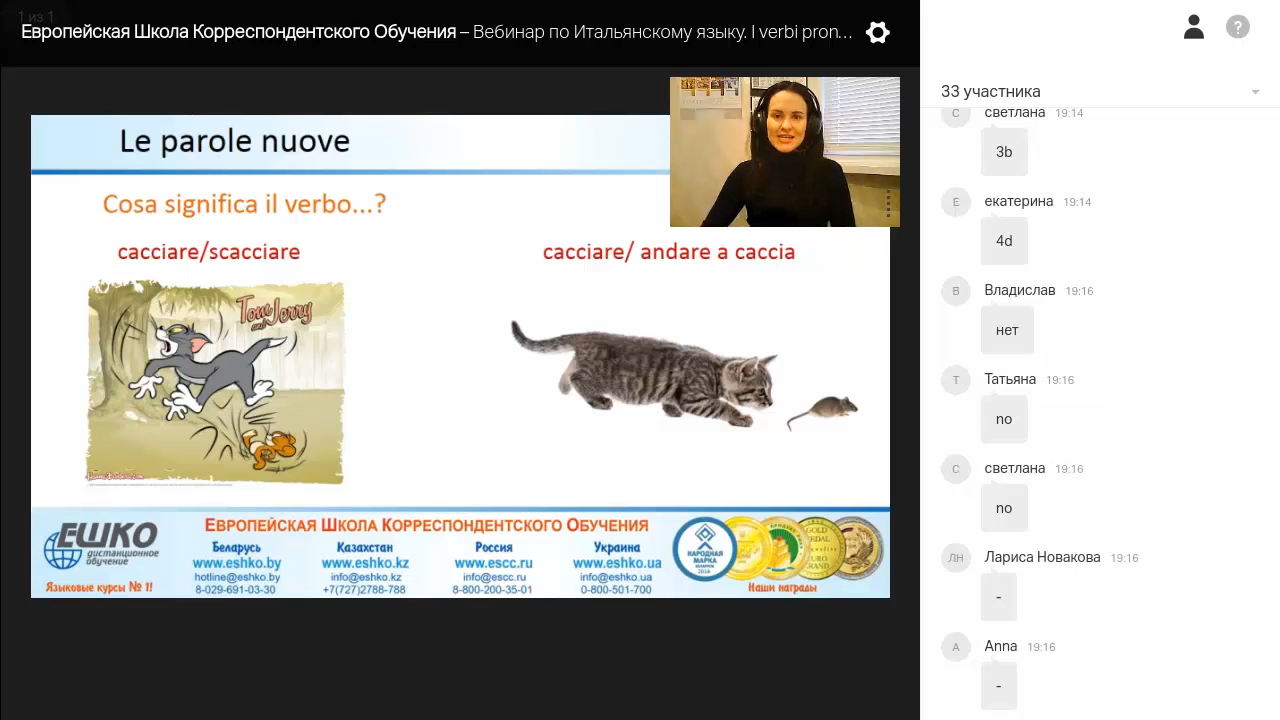 1 из 1
Европейская Школа Корреспондентского Обучения – Вебинар по Итальянскому языку. I verbi pron...
Le parole nuove
Cosa significa il verbo...?
cacciare/scacciare
cacciare/ andare a caccia
Tom and Jerry
ЕШКО
дистанционное
обучение
Языковые курсы № 1!
Европейская Школа Корреспондентского Обучения
Беларусь
www.eshko.by
hotline@eshko.by
8-029-691-03-30
Казахстан
www.eshko.kz
info@eshko.kz
+7(727)2788-788
Россия
www.escc.ru
info@escc.ru
8-800-200-35-01
Украина
www.eshko.ua
info@eshko.ua
0-800-501-700
НАРОДНАЯ
МАРКА
Наши награды
?
33 участника
С
светлана 19:14
3b
Е
екатерина 19:14
4d
В
Владислав 19:16
нет
Т
Татьяна 19:16
no
С
светлана 19:16
no
ЛН
Лариса Новакова 19:16
-
A
Anna 19:16
-